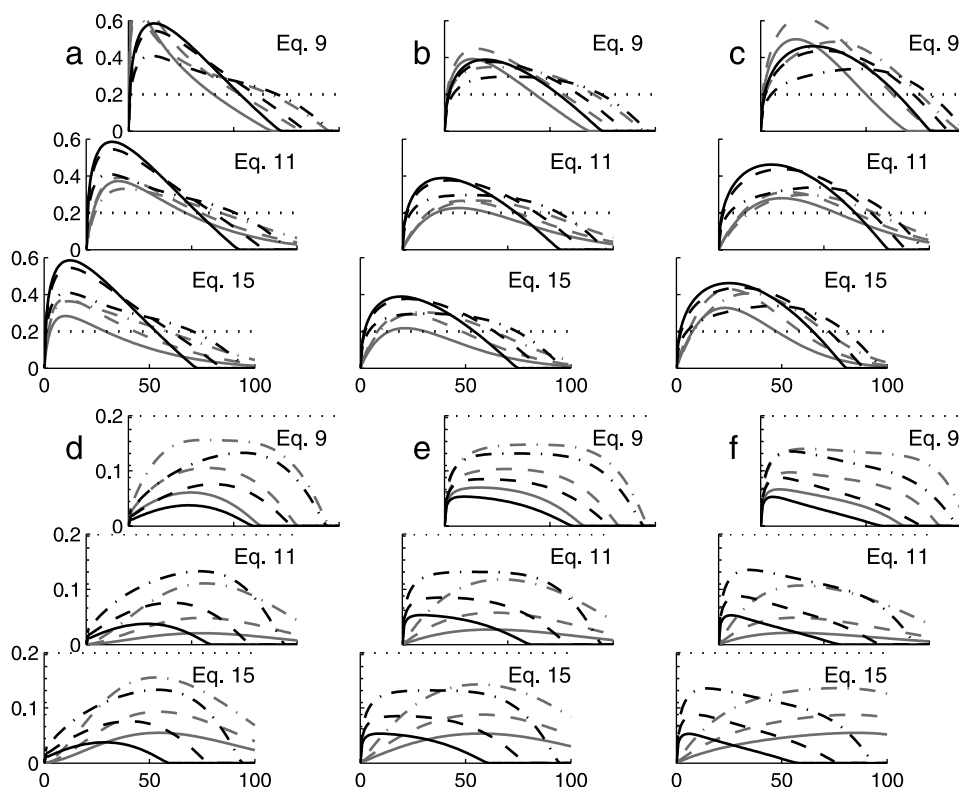 0.6 a Eq. 9 b Eq. 9 c Eq. 9
0.4
0.2
0
0.6 Eq. 11 Eq. 11 Eq. 11
0.4
0.2
0
0.6 Eq. 15 Eq. 15 Eq. 15
0.4
0.2
0
0 50 100 0 50 100 0 50 100
0.2
d Eq. 9 e Eq. 9 f Eq. 9
0.1
0
0.2 Eq. 11 Eq. 11 Eq. 11
0.1
0
0.2 Eq. 15 Eq. 15 Eq. 15
0.1
0
0 50 100 0 50 100 0 50 100